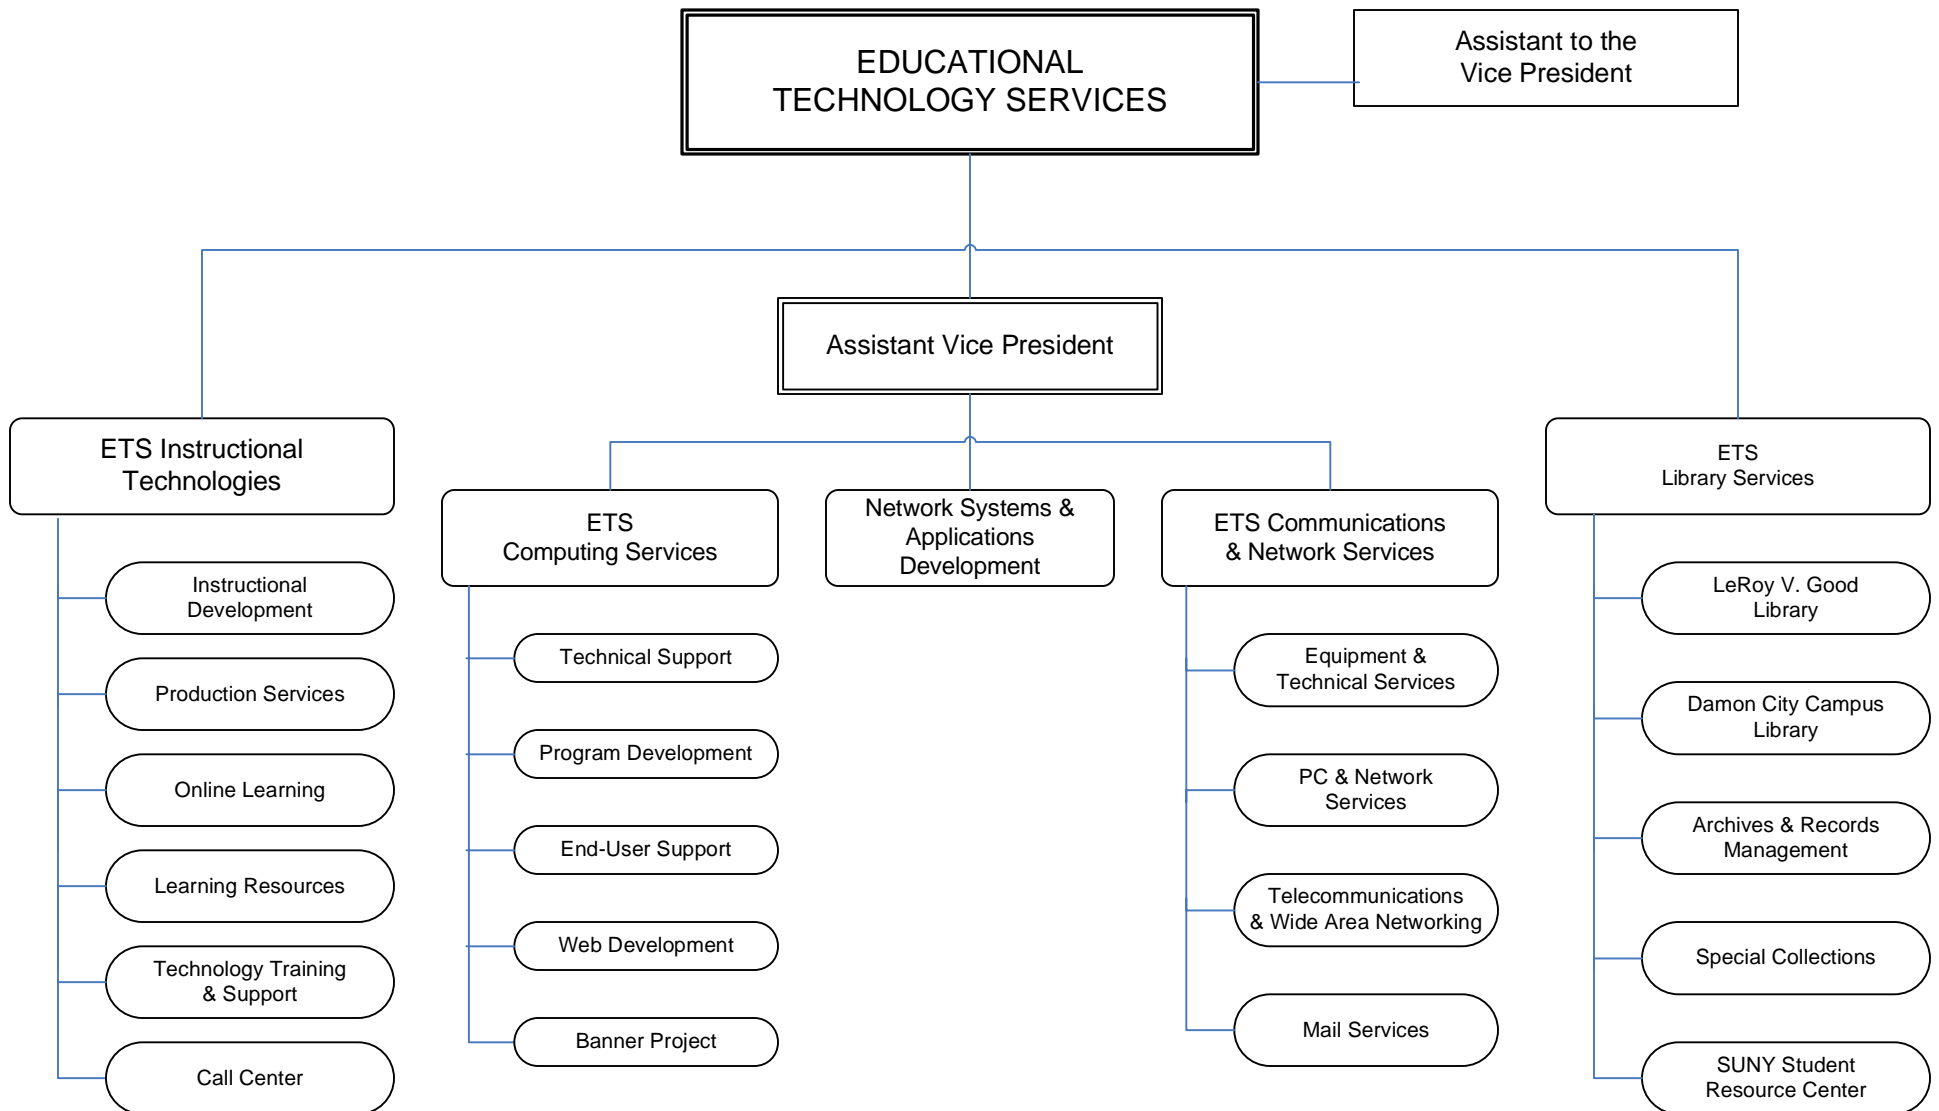 EDUCATIONAL
TECHNOLOGY SERVICES
Assistant to the
Vice President
Assistant Vice President
ETS Instructional
Technologies
Instructional
Development
Production Services
Online Learning
Learning Resources
Technology Training
& Support
Call Center
ETS
Computing Services
Technical Support
Program Development
End-User Support
Web Development
Banner Project
Network Systems &
Applications
Development
ETS Communications
& Network Services
Equipment &
Technical Services
PC & Network
Services
Telecommunications
& Wide Area Networking
Mail Services
ETS
Library Services
LeRoy V. Good
Library
Damon City Campus
Library
Archives & Records
Management
Special Collections
SUNY Student
Resource Center